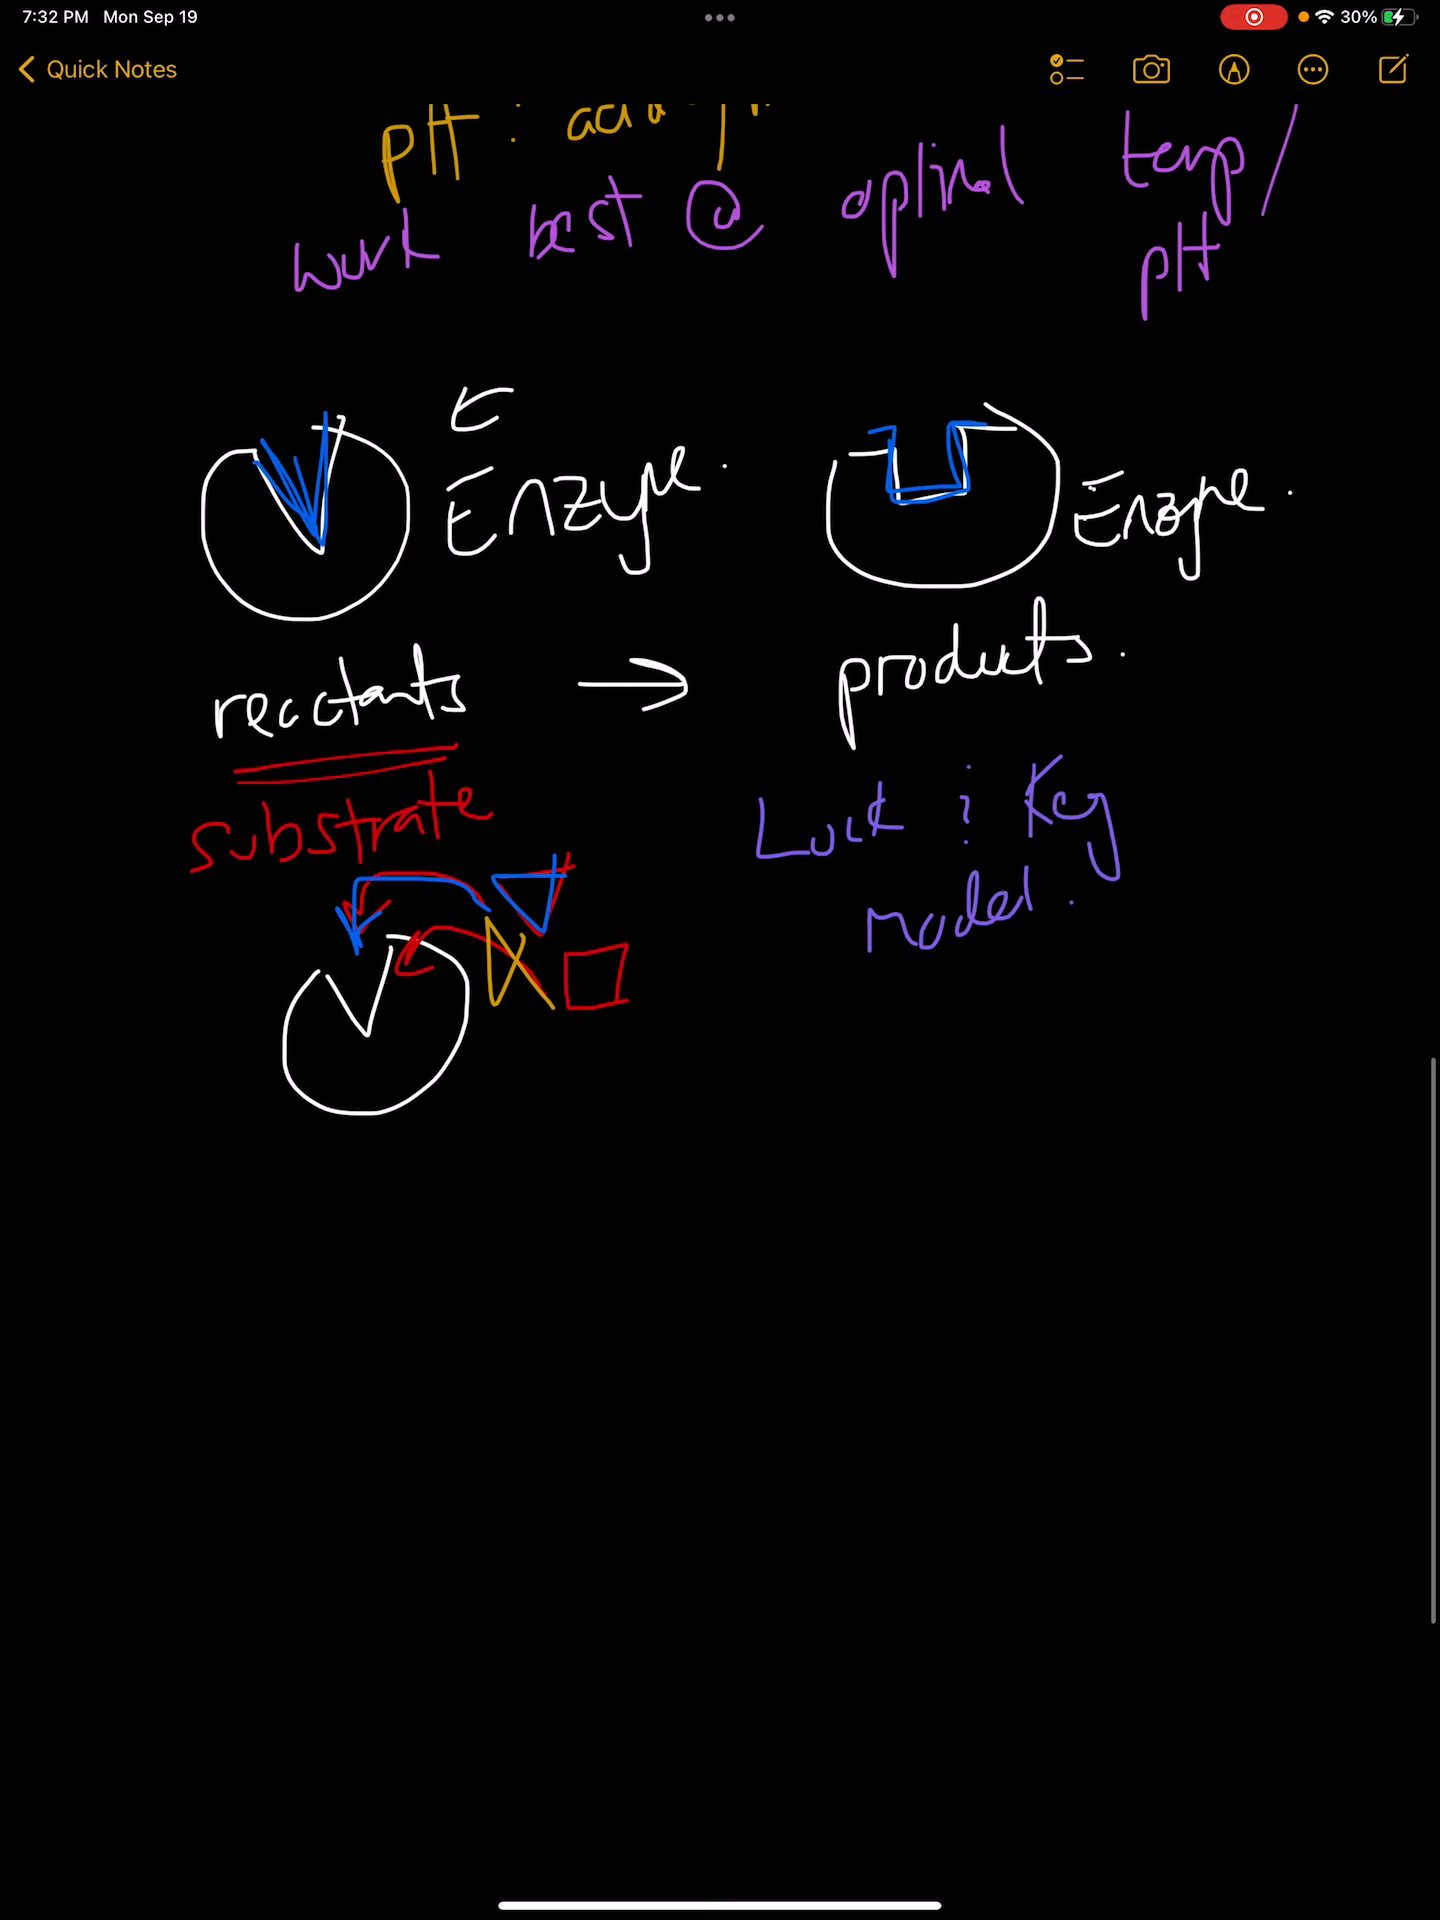 7:32 PM Mon Sep 19
30%
Quick Notes
pH :
work best @ optimal temp/
pH
E
Enzyme. Enzyme.
reactants → products.
substrate
Lock & Key
model.